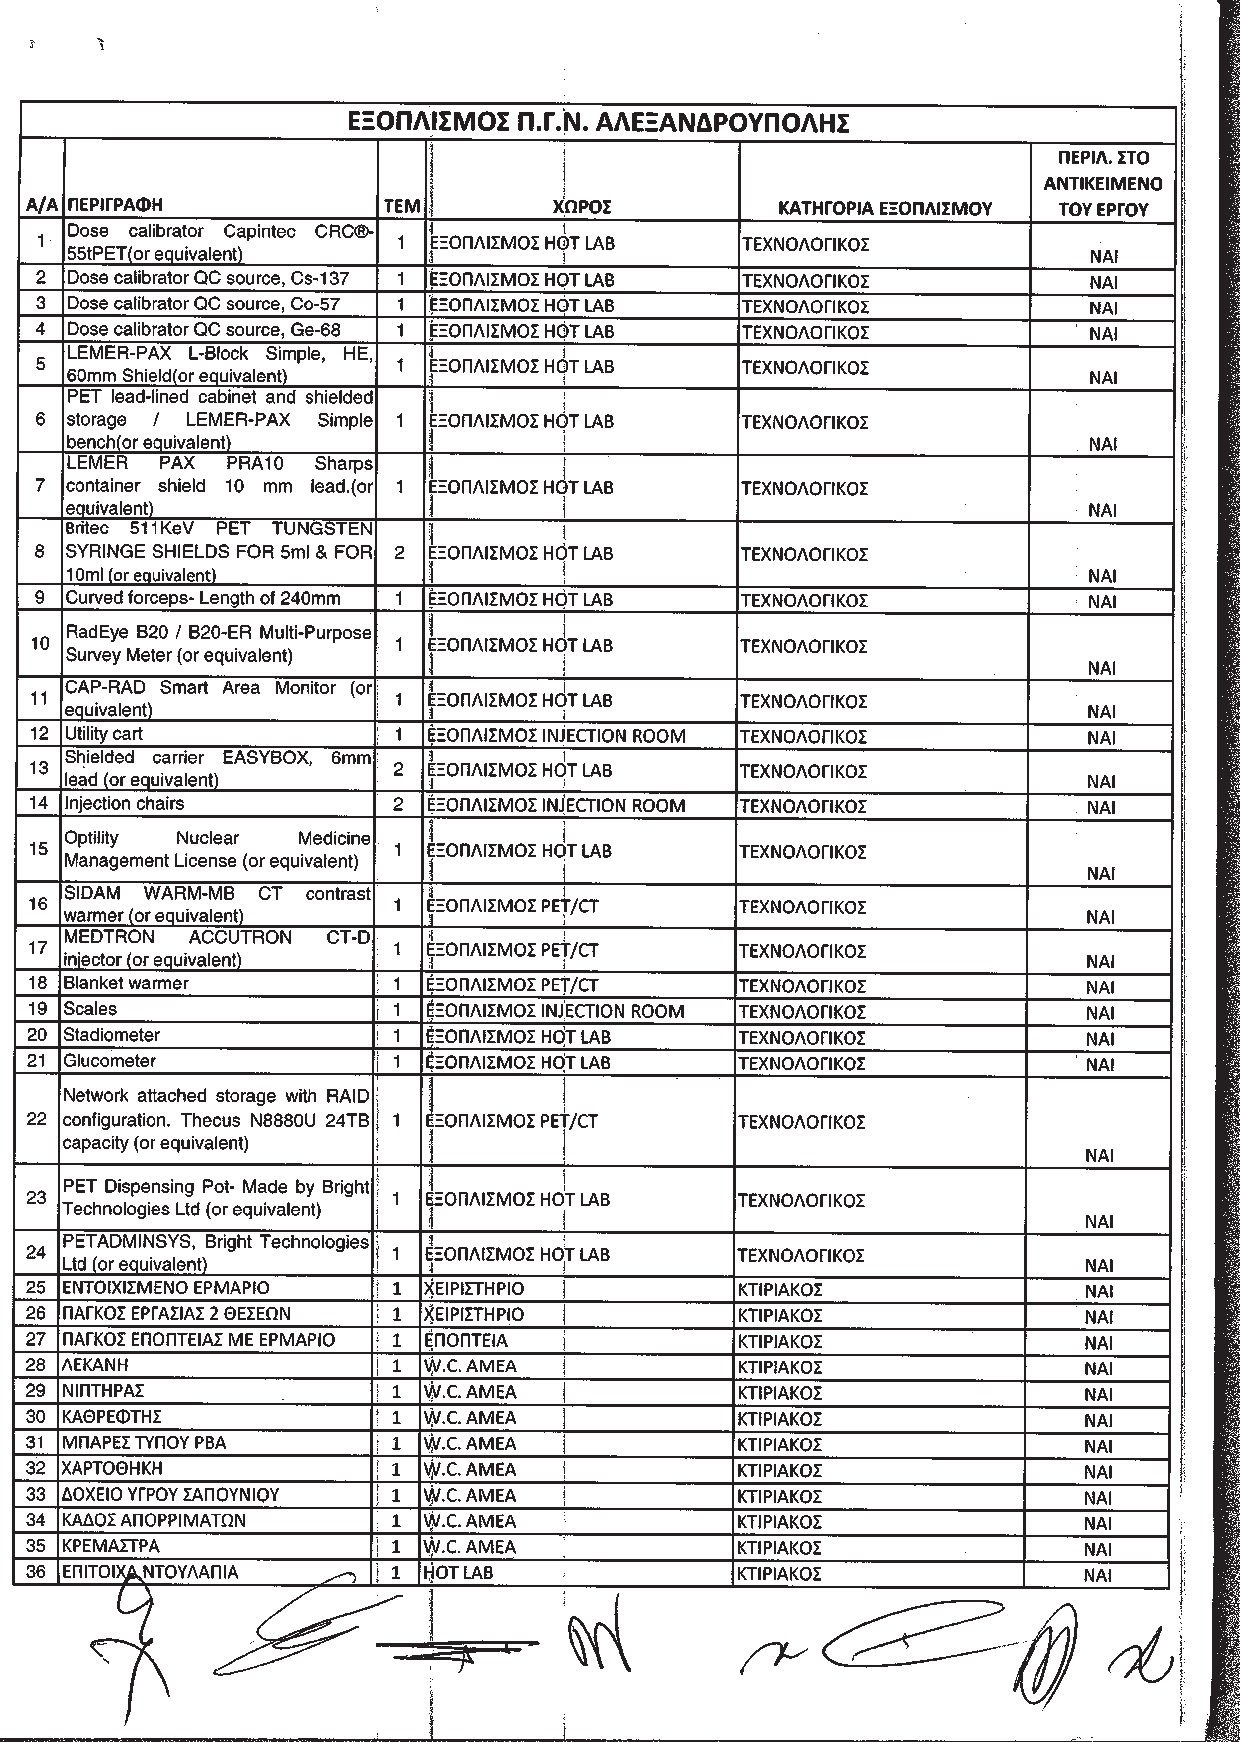 ΕΞΟΠΛΙΣΜΟΣ Π.Γ.Ν. ΑΛΕΞΑΝΔΡΟΥΠΟΛΗΣ
Α/Α ΠΕΡΙΓΡΑΦΗ ΤΕΜ ΧΩΡΟΣ ΚΑΤΗΓΟΡΙΑ ΕΞΟΠΛΙΣΜΟΥ ΠΕΡΙΛ. ΣΤΟ
ΑΝΤΙΚΕΙΜΕΝΟ
ΤΟΥ ΕΡΓΟΥ
1 Dose calibrator Capintec CRC®-
55tPET(or equivalent) 1 ΕΞΟΠΛΙΣΜΟΣ HOT LAB ΤΕΧΝΟΛΟΓΙΚΟΣ ΝΑΙ
2 Dose calibrator QC source, Cs-137 1 ΕΞΟΠΛΙΣΜΟΣ HOT LAB ΤΕΧΝΟΛΟΓΙΚΟΣ ΝΑΙ
3 Dose calibrator QC source, Co-57 1 ΕΞΟΠΛΙΣΜΟΣ HOT LAB ΤΕΧΝΟΛΟΓΙΚΟΣ ΝΑΙ
4 Dose calibrator QC source, Ge-68 1 ΕΞΟΠΛΙΣΜΟΣ HOT LAB ΤΕΧΝΟΛΟΓΙΚΟΣ ΝΑΙ
5 LEMER-PAX L-Block Simple, HE,
60mm Shield(or equivalent) 1 ΕΞΟΠΛΙΣΜΟΣ HOT LAB ΤΕΧΝΟΛΟΓΙΚΟΣ ΝΑΙ
PET lead-lined cabinet and shielded
6 storage / LEMER-PAX Simple 1 ΕΞΟΠΛΙΣΜΟΣ HOT LAB ΤΕΧΝΟΛΟΓΙΚΟΣ
bench(or equivalent) ΝΑΙ
LEMER PAX PRA10 Sharps
7 container shield 10 mm lead.(or 1 ΕΞΟΠΛΙΣΜΟΣ HOT LAB ΤΕΧΝΟΛΟΓΙΚΟΣ
equivalent) ΝΑΙ
Britec 511KeV PET TUNGSTEN
8 SYRINGE SHIELDS FOR 5ml & FOR 2 ΕΞΟΠΛΙΣΜΟΣ HOT LAB ΤΕΧΝΟΛΟΓΙΚΟΣ
10ml (or equivalent) ΝΑΙ
9 Curved forceps- Length of 240mm 1 ΕΞΟΠΛΙΣΜΟΣ HOT LAB ΤΕΧΝΟΛΟΓΙΚΟΣ ΝΑΙ
10 RadEye B20 / B20-ER Multi-Purpose
Survey Meter (or equivalent) 1 ΕΞΟΠΛΙΣΜΟΣ HOT LAB ΤΕΧΝΟΛΟΓΙΚΟΣ ΝΑΙ
11 CAP-RAD Smart Area Monitor (or
equivalent) 1 ΕΞΟΠΛΙΣΜΟΣ HOT LAB ΤΕΧΝΟΛΟΓΙΚΟΣ ΝΑΙ
12 Utility cart 1 ΕΞΟΠΛΙΣΜΟΣ INJECTION ROOM ΤΕΧΝΟΛΟΓΙΚΟΣ ΝΑΙ
13 Shielded carrier EASYBOX, 6mm
lead (or equivalent) 2 ΕΞΟΠΛΙΣΜΟΣ HOT LAB ΤΕΧΝΟΛΟΓΙΚΟΣ ΝΑΙ
14 Injection chairs 2 ΕΞΟΠΛΙΣΜΟΣ INJECTION ROOM ΤΕΧΝΟΛΟΓΙΚΟΣ ΝΑΙ
15 Optility Nuclear Medicine
Management License (or equivalent) 1 ΕΞΟΠΛΙΣΜΟΣ HOT LAB ΤΕΧΝΟΛΟΓΙΚΟΣ ΝΑΙ
16 SIDAM WARM-MB CT contrast
warmer (or equivalent) 1 ΕΞΟΠΛΙΣΜΟΣ PET/CT ΤΕΧΝΟΛΟΓΙΚΟΣ ΝΑΙ
17 MEDTRON ACCUTRON CT-D
injector (or equivalent) 1 ΕΞΟΠΛΙΣΜΟΣ PET/CT ΤΕΧΝΟΛΟΓΙΚΟΣ ΝΑΙ
18 Blanket warmer 1 ΕΞΟΠΛΙΣΜΟΣ PET/CT ΤΕΧΝΟΛΟΓΙΚΟΣ ΝΑΙ
19 Scales 1 ΕΞΟΠΛΙΣΜΟΣ INJECTION ROOM ΤΕΧΝΟΛΟΓΙΚΟΣ ΝΑΙ
20 Stadiometer 1 ΕΞΟΠΛΙΣΜΟΣ HOT LAB ΤΕΧΝΟΛΟΓΙΚΟΣ ΝΑΙ
21 Glucometer 1 ΕΞΟΠΛΙΣΜΟΣ HOT LAB ΤΕΧΝΟΛΟΓΙΚΟΣ ΝΑΙ
Network attached storage with RAID
22 configuration. Thecus N8880U 24TB 1 ΕΞΟΠΛΙΣΜΟΣ PET/CT ΤΕΧΝΟΛΟΓΙΚΟΣ
capacity (or equivalent) ΝΑΙ
23 PET Dispensing Pot- Made by Bright
Technologies Ltd (or equivalent) 1 ΕΞΟΠΛΙΣΜΟΣ HOT LAB ΤΕΧΝΟΛΟΓΙΚΟΣ ΝΑΙ
24 PETADMINSYS, Bright Technologies
Ltd (or equivalent) 1 ΕΞΟΠΛΙΣΜΟΣ HOT LAB ΤΕΧΝΟΛΟΓΙΚΟΣ ΝΑΙ
25 ΕΝΤΟΙΧΙΣΜΕΝΟ ΕΡΜΑΡΙΟ 1 ΧΕΙΡΙΣΤΗΡΙΟ ΚΤΙΡΙΑΚΟΣ ΝΑΙ
26 ΠΑΓΚΟΣ ΕΡΓΑΣΙΑΣ 2 ΘΕΣΕΩΝ 1 ΧΕΙΡΙΣΤΗΡΙΟ ΚΤΙΡΙΑΚΟΣ ΝΑΙ
27 ΠΑΓΚΟΣ ΕΠΟΠΤΕΙΑΣ ΜΕ ΕΡΜΑΡΙΟ 1 ΕΠΟΠΤΕΙΑ ΚΤΙΡΙΑΚΟΣ ΝΑΙ
28 ΛΕΚΑΝΗ 1 W.C. ΑΜΕΑ ΚΤΙΡΙΑΚΟΣ ΝΑΙ
29 ΝΙΠΤΗΡΑΣ 1 W.C. ΑΜΕΑ ΚΤΙΡΙΑΚΟΣ ΝΑΙ
30 ΚΑΘΡΕΦΤΗΣ 1 W.C. ΑΜΕΑ ΚΤΙΡΙΑΚΟΣ ΝΑΙ
31 ΜΠΑΡΕΣ ΤΥΠΟΥ PBA 1 W.C. ΑΜΕΑ ΚΤΙΡΙΑΚΟΣ ΝΑΙ
32 ΧΑΡΤΟΘΗΚΗ 1 W.C. ΑΜΕΑ ΚΤΙΡΙΑΚΟΣ ΝΑΙ
33 ΔΟΧΕΙΟ ΥΓΡΟΥ ΣΑΠΟΥΝΙΟΥ 1 W.C. ΑΜΕΑ ΚΤΙΡΙΑΚΟΣ ΝΑΙ
34 ΚΑΔΟΣ ΑΠΟΡΡΙΜΑΤΩΝ 1 W.C. ΑΜΕΑ ΚΤΙΡΙΑΚΟΣ ΝΑΙ
35 ΚΡΕΜΑΣΤΡΑ 1 W.C. ΑΜΕΑ ΚΤΙΡΙΑΚΟΣ ΝΑΙ
36 ΕΠΙΤΟΙΧΑ ΝΤΟΥΛΑΠΙΑ 1 HOT LAB ΚΤΙΡΙΑΚΟΣ ΝΑΙ